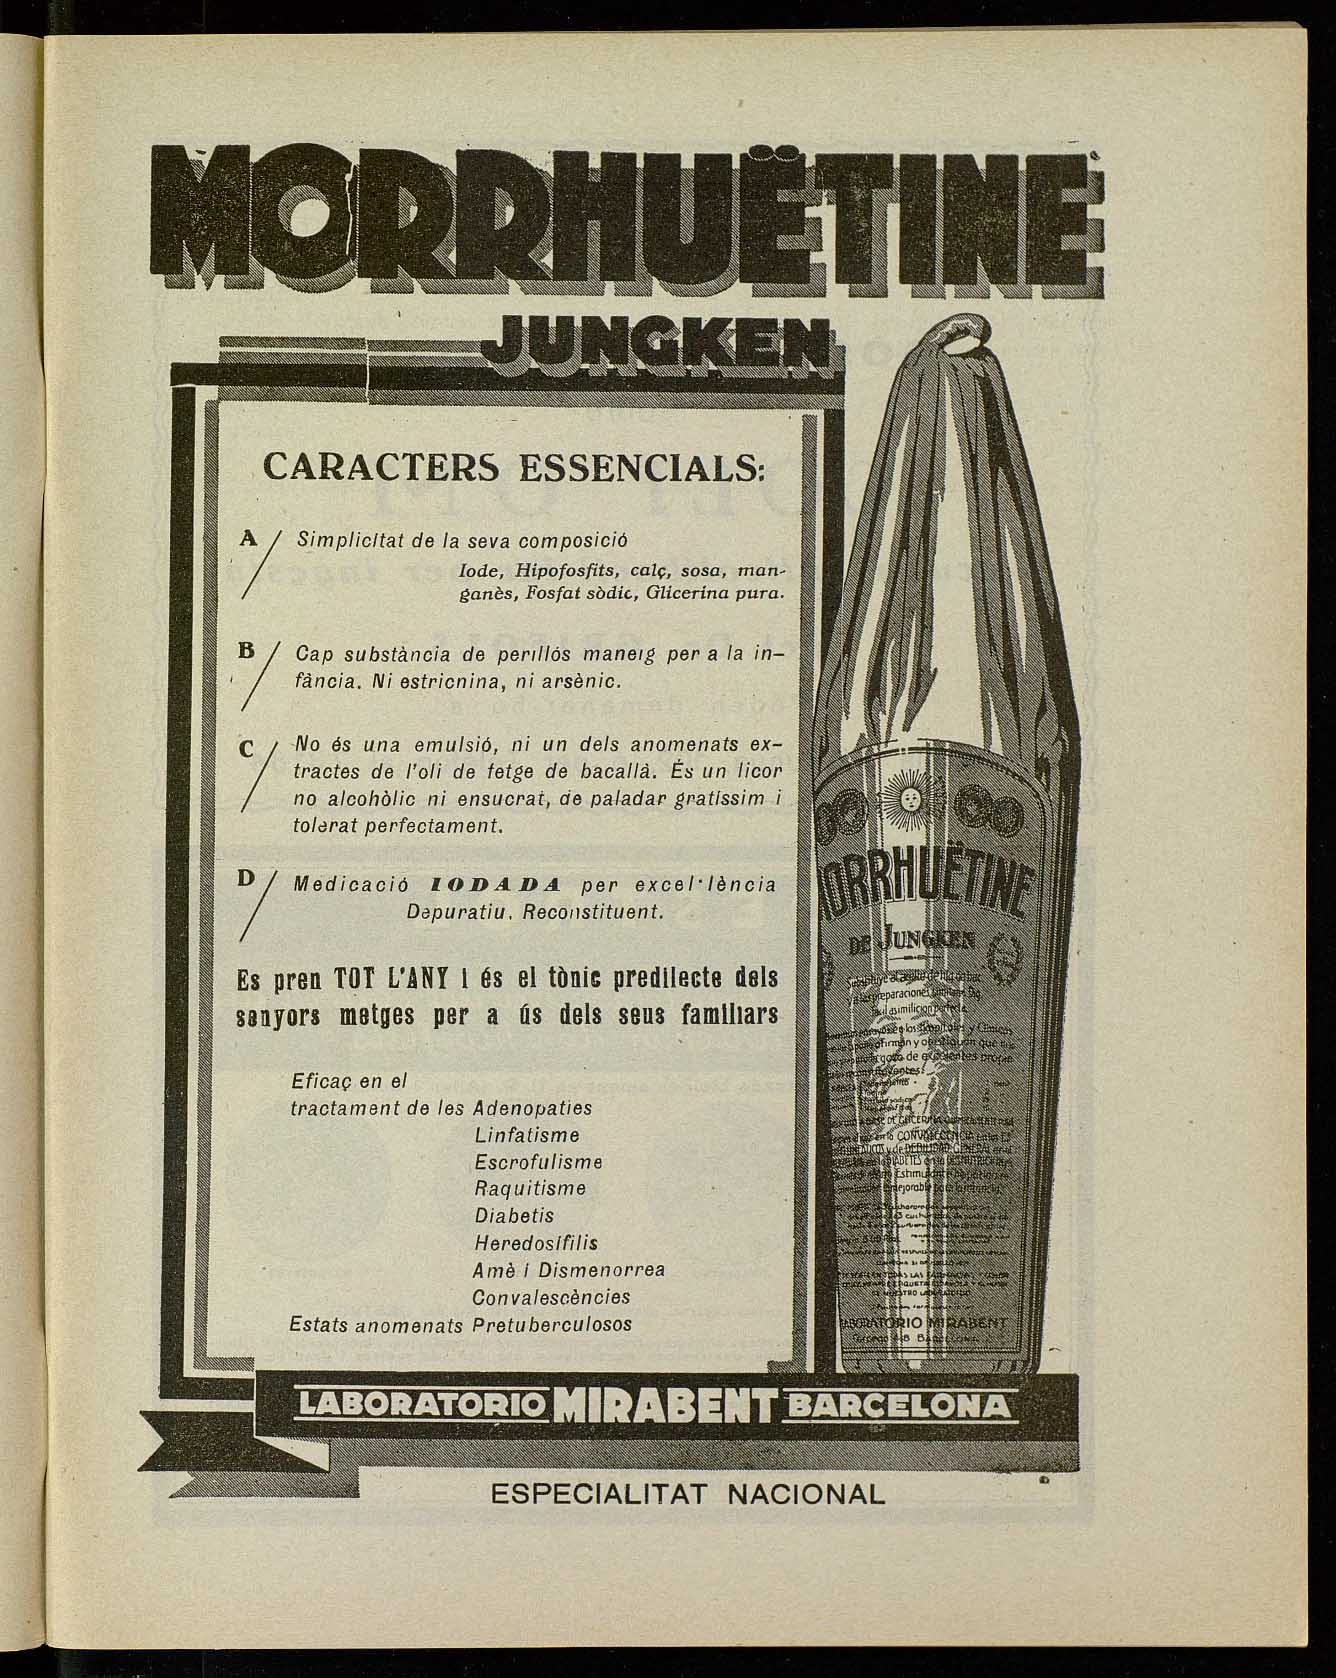 MORRHUËTINE
JUNGKEN
CARACTERS ESSENCIALS:
A / Simplicitat de la seva composició
Iode, Hipofosfits, calç, sosa, man-
ganès, Fosfat sòdic, Glicerina pura.
B / Cap substància de perillós maneig per a la in-
fància. Ni estricnina, ni arsènic.
C / No és una emulsió, ni un dels anomenats ex-
tractes de l'oli de fetge de bacallà. És un licor
no alcohòlic ni ensucrat, de paladar gratíssim i
tolerat perfectament.
D / Medicació IODADA per excel·lència
Depuratiu. Reconstituent.
Es pren TOT L'ANY i és el tònic predilecte dels
senyors metges per a ús dels seus familiars
Eficaç en el
tractament de les Adenopaties
Linfatisme
Escrofulisme
Raquitisme
Diabetis
Heredosífilis
Amè i Dismenorrea
Convalescències
Estats anomenats Pretuberculosos
MORRHUËTINE
DE JUNGKEN
LABORATORIO MIRABENT
LABORATORIO MIRABENT BARCELONA
ESPECIALITAT NACIONAL